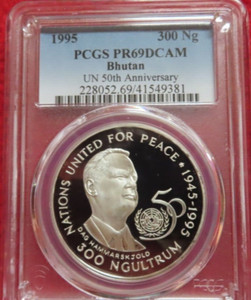 1995 300 Ng
PCGS PR69DCAM
Bhutan
UN 50th Anniversary
228052.69/41549381
NATIONS UNITED FOR PEACE • 1945-1995
50
DAG HAMMARSKJOLD
300 NGULTRUM